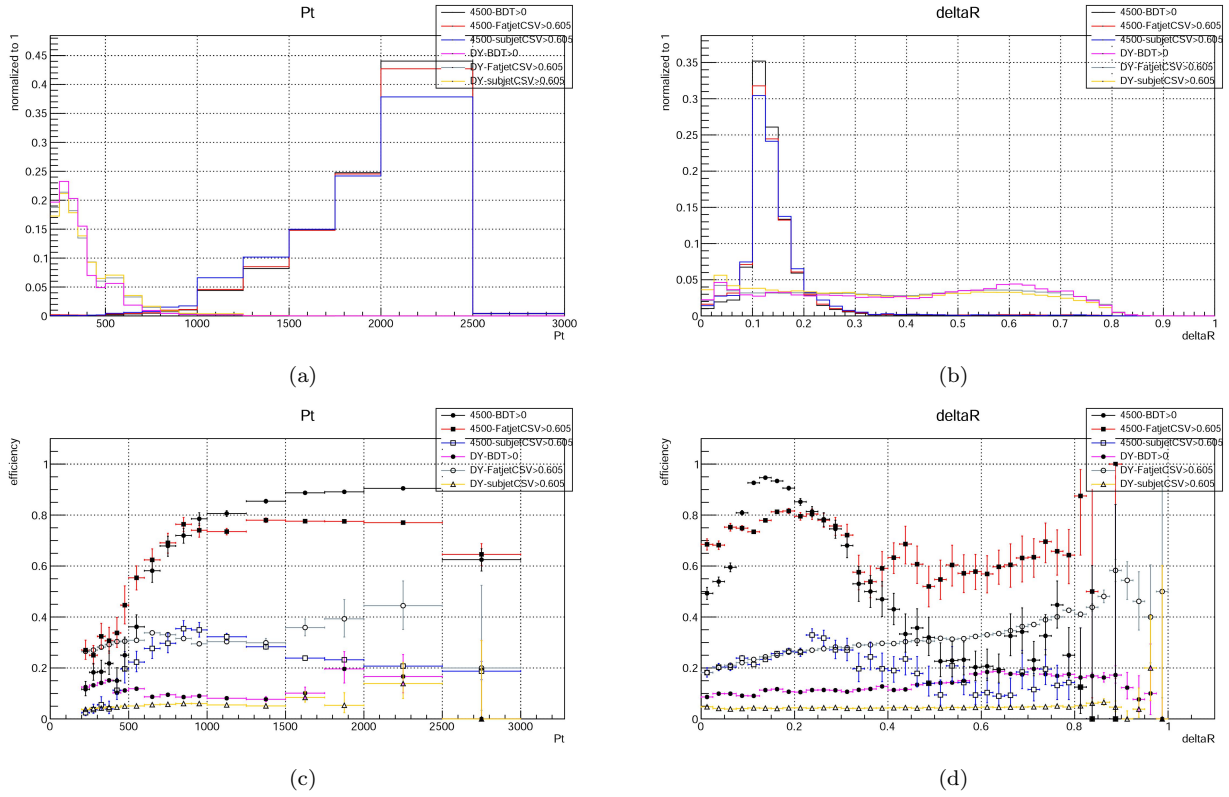 Pt
4500-BDT>0
4500-FatjetCSV>0.605
4500-subjetCSV>0.605
DY-BDT>0
DY-FatjetCSV>0.605
DY-subjetCSV>0.605
normalized to 1
0.45
0.4
0.35
0.3
0.25
0.2
0.15
0.1
0.05
0
500 1000 1500 2000 2500 3000
Pt
(a)
deltaR
4500-BDT>0
4500-FatjetCSV>0.605
4500-subjetCSV>0.605
DY-BDT>0
DY-FatjetCSV>0.605
DY-subjetCSV>0.605
normalized to 1
0.35
0.3
0.25
0.2
0.15
0.1
0.05
0
0 0.1 0.2 0.3 0.4 0.5 0.6 0.7 0.8 0.9 1
deltaR
(b)
Pt
4500-BDT>0
4500-FatjetCSV>0.605
4500-subjetCSV>0.605
DY-BDT>0
DY-FatjetCSV>0.605
DY-subjetCSV>0.605
efficiency
1
0.8
0.6
0.4
0.2
0
0 500 1000 1500 2000 2500 3000
Pt
(c)
deltaR
4500-BDT>0
4500-FatjetCSV>0.605
4500-subjetCSV>0.605
DY-BDT>0
DY-FatjetCSV>0.605
DY-subjetCSV>0.605
efficiency
1
0.8
0.6
0.4
0.2
0
0 0.2 0.4 0.6 0.8 1
deltaR
(d)